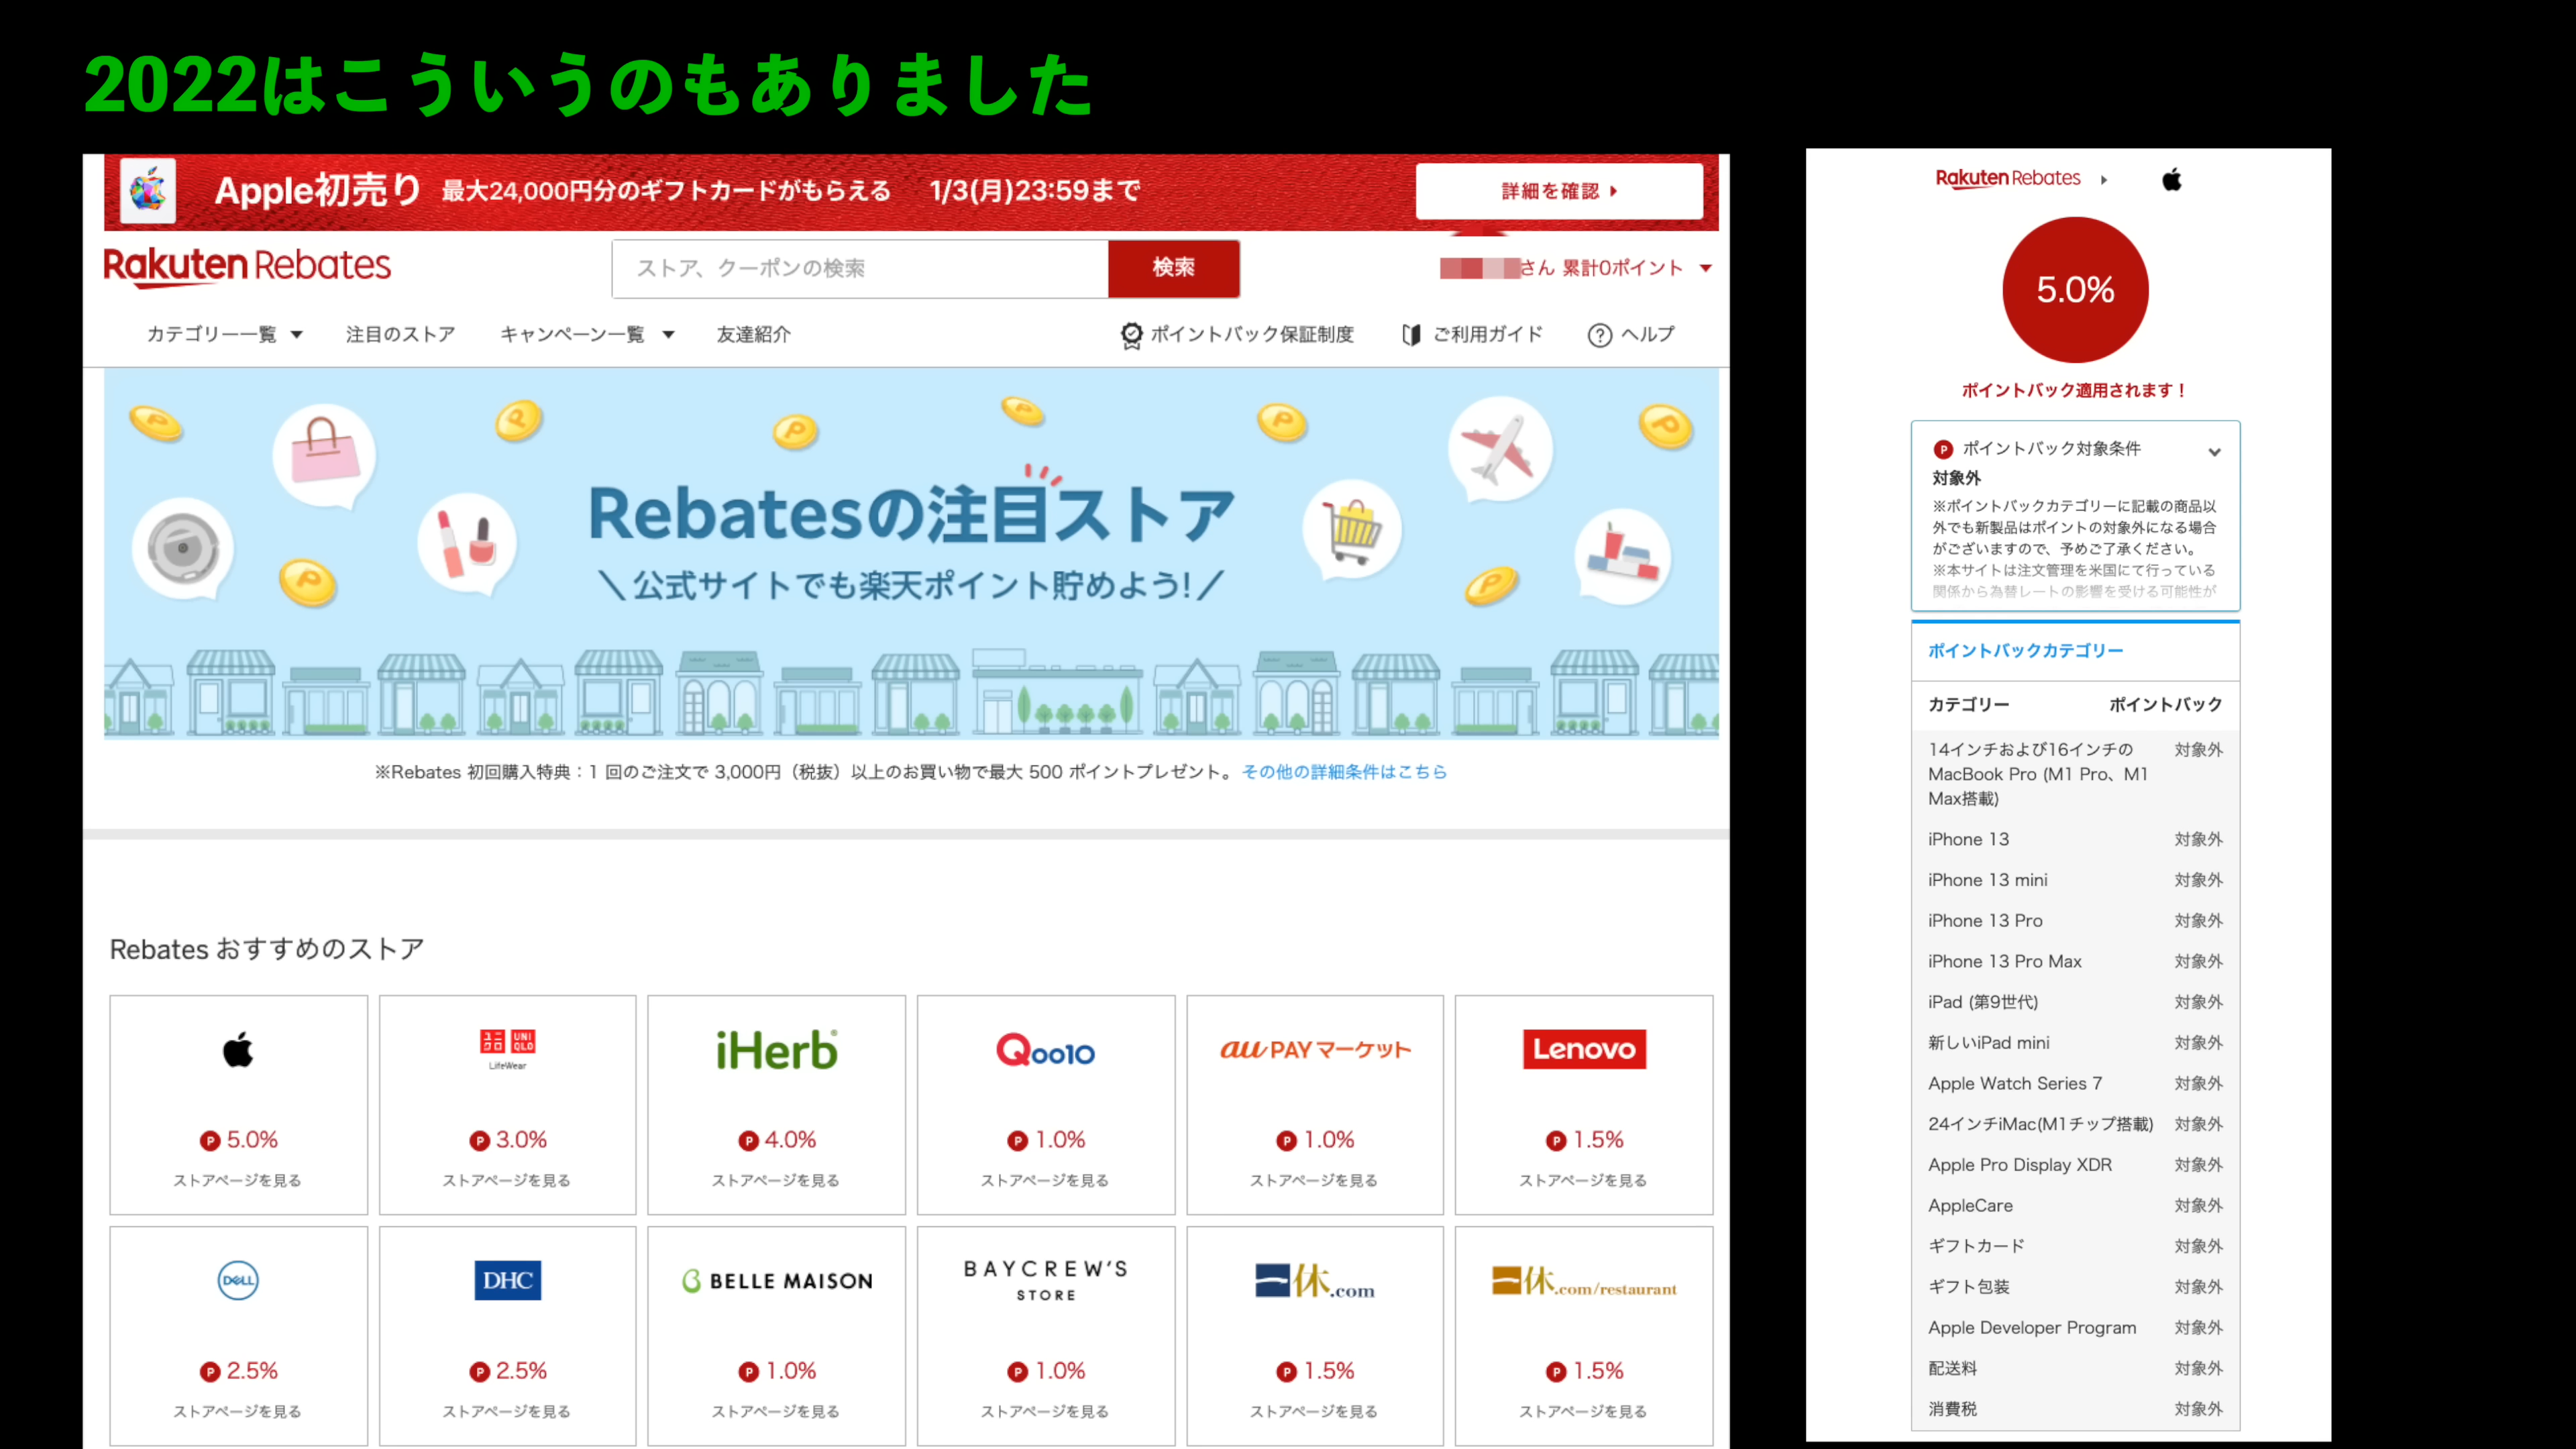 2022はこういうのもありました
Apple初売り 最大24,000円分のギフトカードがもらえる 1/3(月)23:59まで 詳細を確認
Rakuten Rebates
ストア、クーポンの検索 検索
さん 累計0ポイント
カテゴリー一覧 注目のストア キャンペーン一覧 友達紹介 ポイントバック保証制度 ご利用ガイド ヘルプ
Rebatesの注目ストア
\公式サイトでも楽天ポイント貯めよう!/
※Rebates 初回購入特典：1 回のご注文で 3,000円（税抜）以上のお買い物で最大 500 ポイントプレゼント。その他の詳細条件はこちら
Rebates おすすめのストア
ユニクロ UNIQLO
LifeWear
iHerb
Qoo10
au PAY マーケット
Lenovo
P 5.0% P 3.0% P 4.0% P 1.0% P 1.0% P 1.5%
ストアページを見る ストアページを見る ストアページを見る ストアページを見る ストアページを見る ストアページを見る
DELL
DHC
BELLE MAISON
BAYCREW'S
STORE
一休.com
一休.com/restaurant
P 2.5% P 2.5% P 1.0% P 1.0% P 1.5% P 1.5%
ストアページを見る ストアページを見る ストアページを見る ストアページを見る ストアページを見る ストアページを見る
Rakuten Rebates
5.0%
ポイントバック適用されます！
P ポイントバック対象条件
対象外
※ポイントバックカテゴリーに記載の商品以
外でも新製品はポイントの対象外になる場合
がございますので、予めご了承ください。
※本サイトは注文管理を米国にて行っている
関係から為替レートの影響を受ける可能性が
ポイントバックカテゴリー
カテゴリー ポイントバック
14インチおよび16インチの 対象外
MacBook Pro (M1 Pro、M1
Max搭載)
iPhone 13 対象外
iPhone 13 mini 対象外
iPhone 13 Pro 対象外
iPhone 13 Pro Max 対象外
iPad (第9世代) 対象外
新しいiPad mini 対象外
Apple Watch Series 7 対象外
24インチiMac(M1チップ搭載) 対象外
Apple Pro Display XDR 対象外
AppleCare 対象外
ギフトカード 対象外
ギフト包装 対象外
Apple Developer Program 対象外
配送料 対象外
消費税 対象外